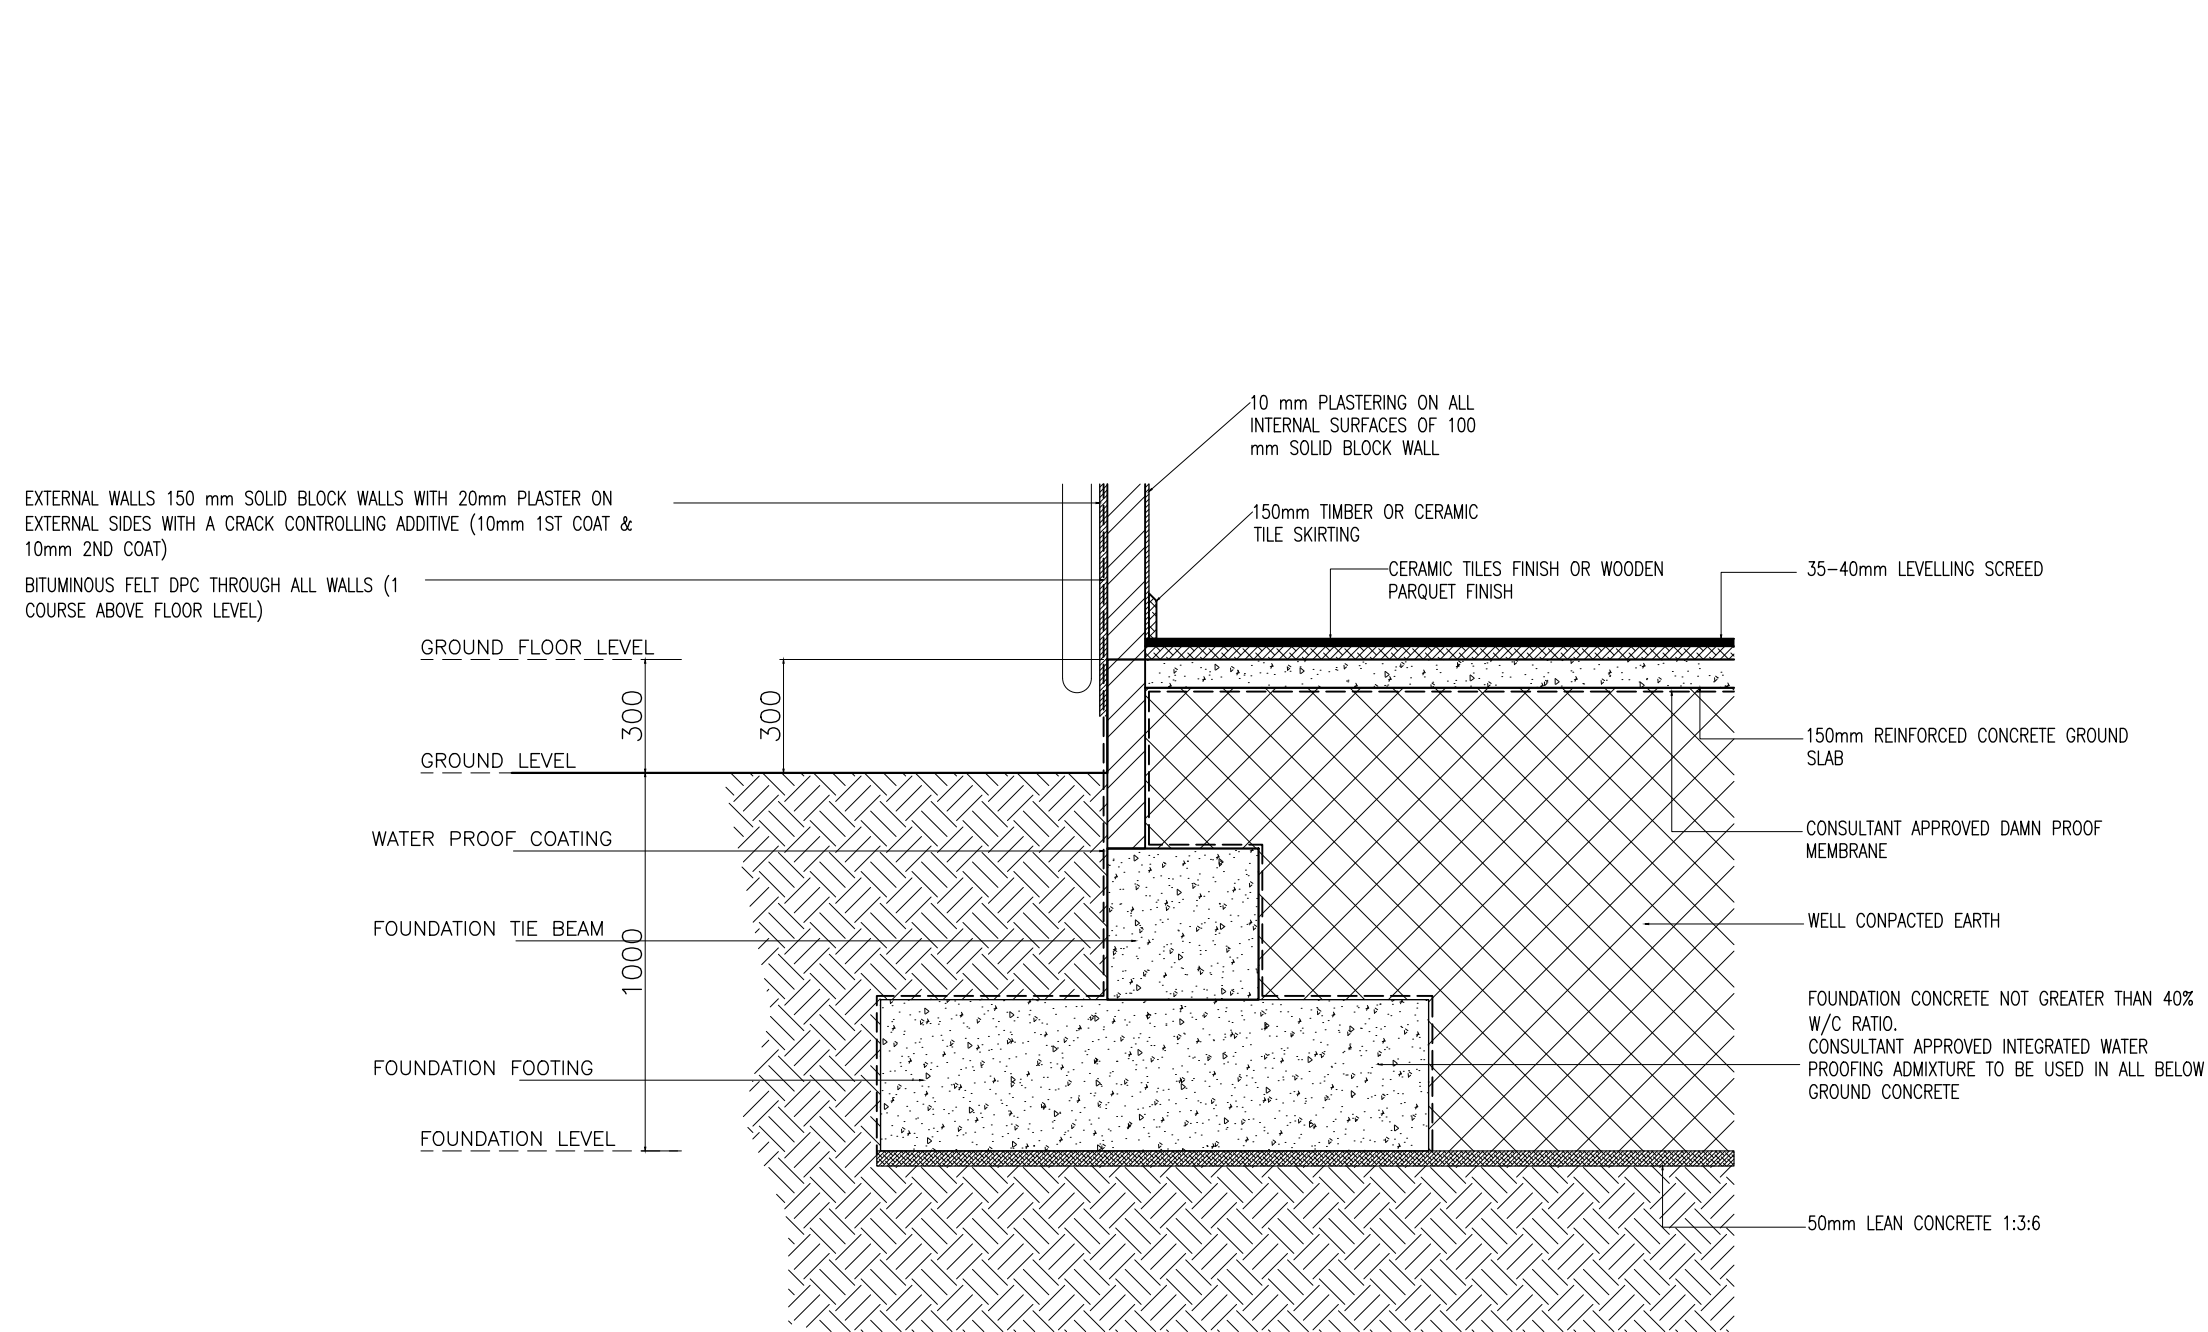 10 mm PLASTERING ON ALL
INTERNAL SURFACES OF 100
mm SOLID BLOCK WALL
EXTERNAL WALLS 150 mm SOLID BLOCK WALLS WITH 20mm PLASTER ON
EXTERNAL SIDES WITH A CRACK CONTROLLING ADDITIVE (10mm 1ST COAT &
10mm 2ND COAT)
150mm TIMBER OR CERAMIC
TILE SKIRTING
CERAMIC TILES FINISH OR WOODEN
PARQUET FINISH
35-40mm LEVELLING SCREED
BITUMINOUS FELT DPC THROUGH ALL WALLS (1
COURSE ABOVE FLOOR LEVEL)
GROUND FLOOR LEVEL
300
300
150mm REINFORCED CONCRETE GROUND
SLAB
GROUND LEVEL
WATER PROOF COATING
CONSULTANT APPROVED DAMN PROOF
MEMBRANE
FOUNDATION TIE BEAM
WELL CONPACTED EARTH
1000
FOUNDATION CONCRETE NOT GREATER THAN 40%
W/C RATIO.
CONSULTANT APPROVED INTEGRATED WATER
PROOFING ADMIXTURE TO BE USED IN ALL BELOW
GROUND CONCRETE
FOUNDATION FOOTING
FOUNDATION LEVEL
50mm LEAN CONCRETE 1:3:6